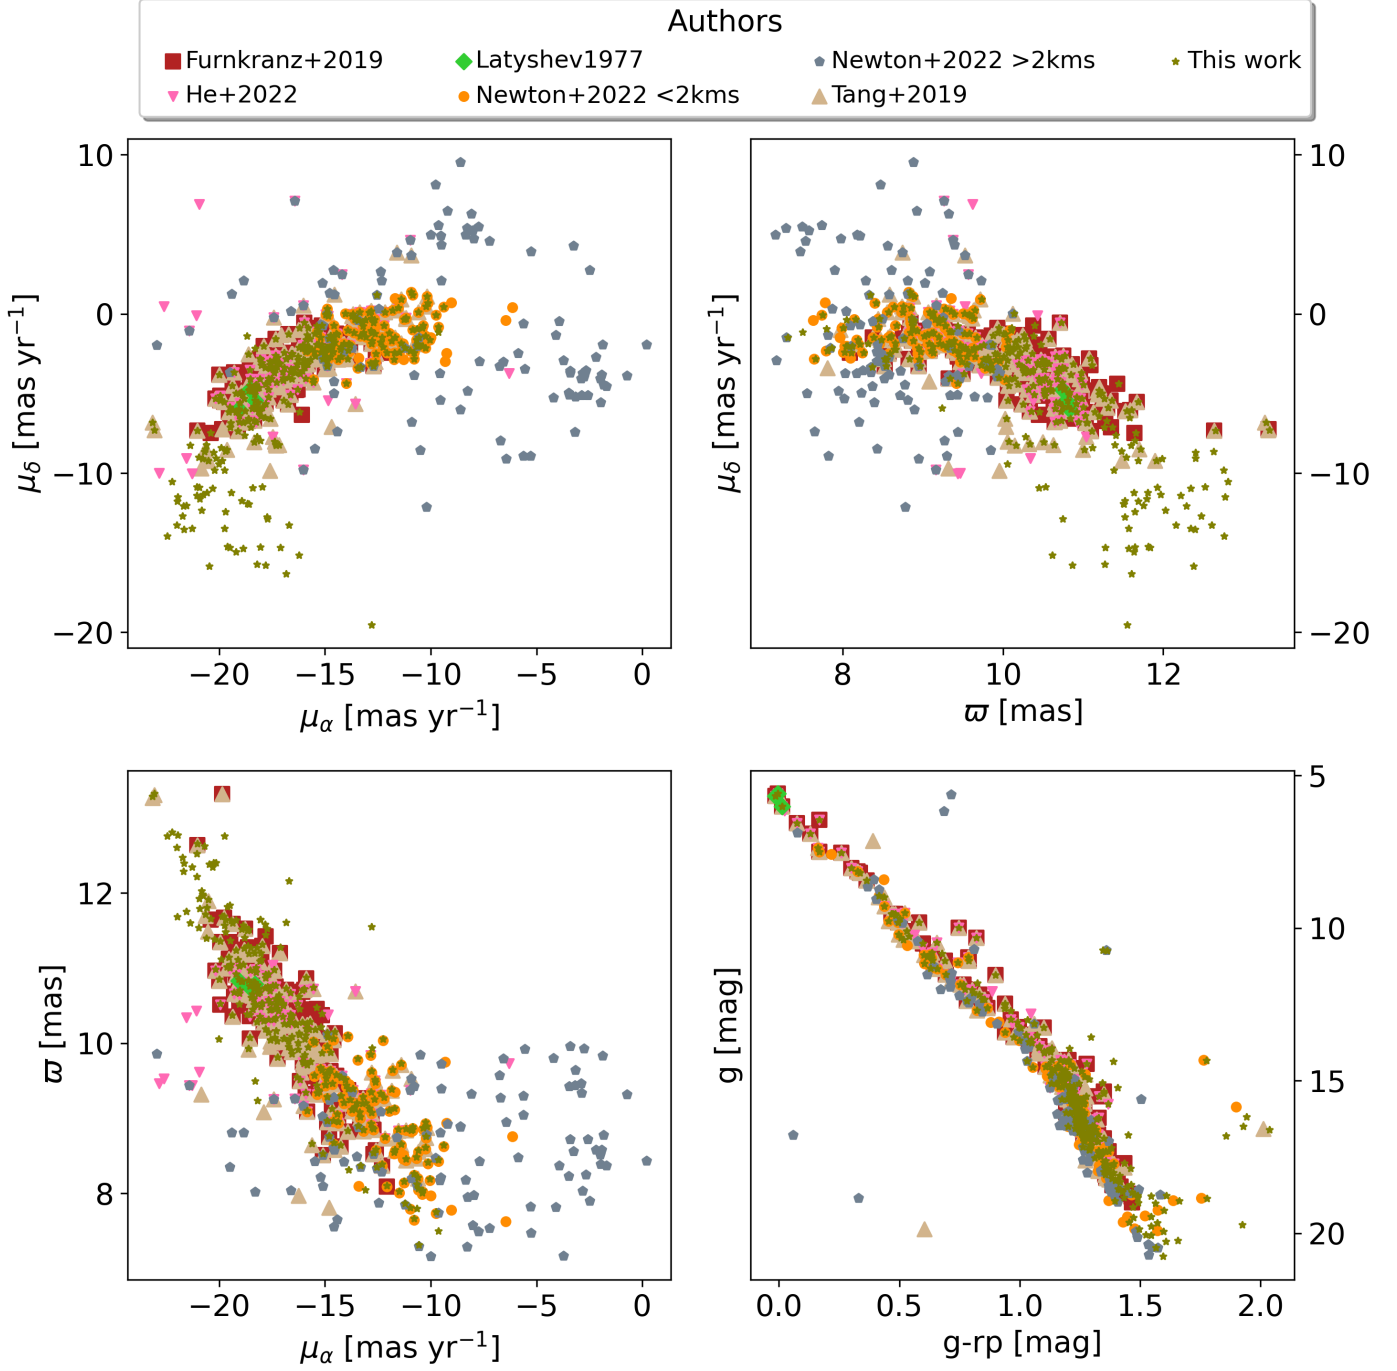 Authors
Furnkranz+2019 Latyshev1977 Newton+2022 >2kms This work
He+2022 Newton+2022 <2kms Tang+2019
10 10
0 0
−10 −10
−20 −20
μδ [mas yr⁻¹] μδ [mas yr⁻¹]
−20 −15 −10 −5 0 8 10 12
μα [mas yr⁻¹] ϖ [mas]
12 5
10 10
8 15
20
ϖ [mas] g [mag]
−20 −15 −10 −5 0 0.0 0.5 1.0 1.5 2.0
μα [mas yr⁻¹] g-rp [mag]